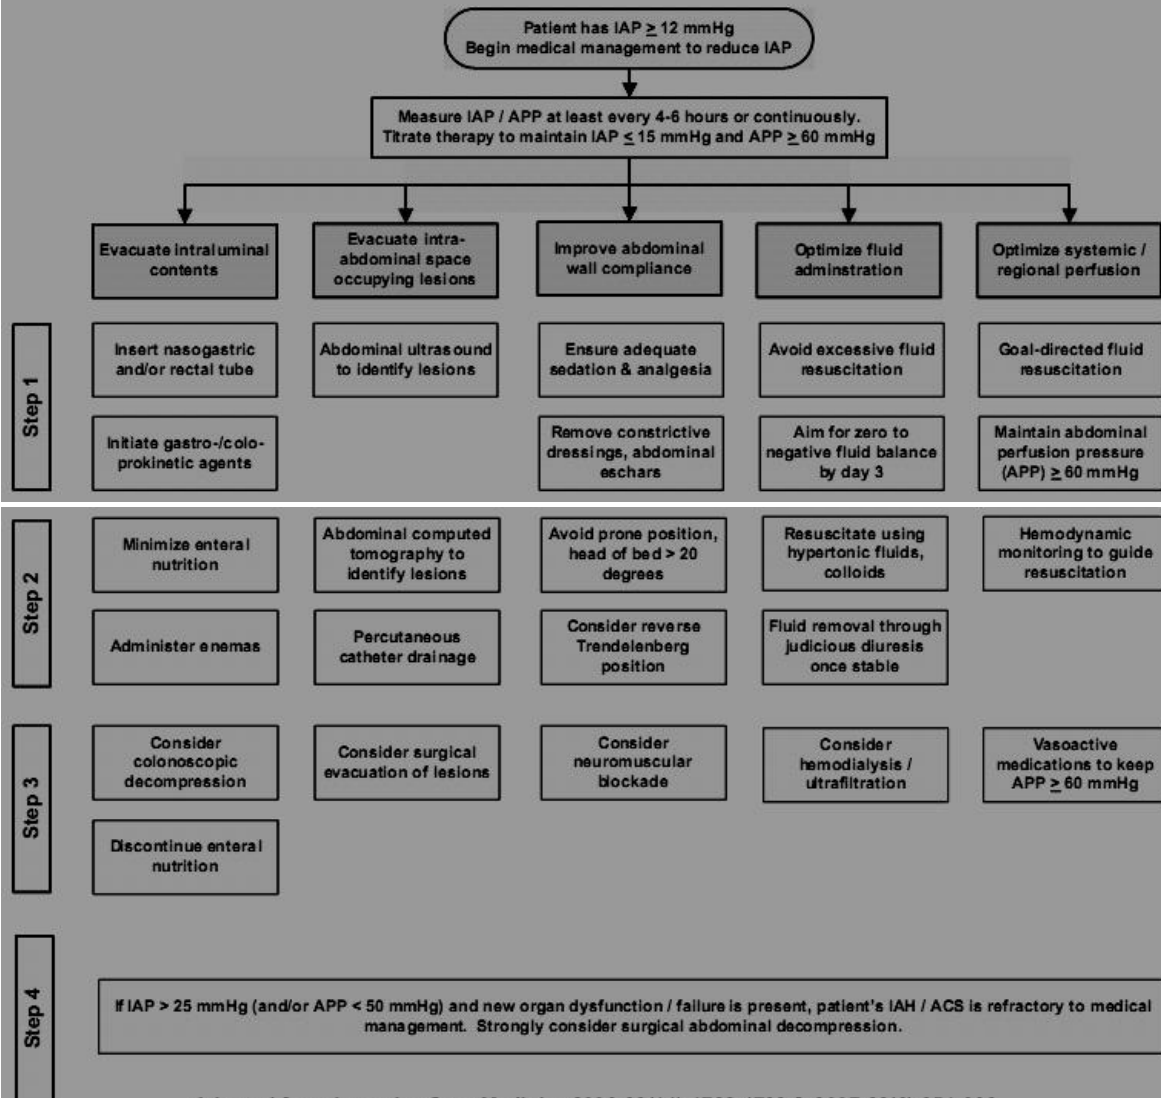 Patient has IAP ≥ 12 mmHg
Begin medical management to reduce IAP
Measure IAP / APP at least every 4-6 hours or continuously.
Titrate therapy to maintain IAP ≤ 15 mmHg and APP ≥ 60 mmHg
Evacuate intraluminal
contents
Evacuate intra-
abdominal space
occupying lesions
Improve abdominal
wall compliance
Optimize fluid
adminstration
Optimize systemic /
regional perfusion
Step 1
Insert nasogastric
and/or rectal tube
Abdominal ultrasound
to identify lesions
Ensure adequate
sedation & analgesia
Avoid excessive fluid
resuscitation
Goal-directed fluid
resuscitation
Initiate gastro-/colo-
prokinetic agents
Remove constrictive
dressings, abdominal
eschars
Aim for zero to
negative fluid balance
by day 3
Maintain abdominal
perfusion pressure
(APP) ≥ 60 mmHg
Step 2
Minimize enteral
nutrition
Abdominal computed
tomography to
identify lesions
Avoid prone position,
head of bed > 20
degrees
Resuscitate using
hypertonic fluids,
colloids
Hemodynamic
monitoring to guide
resuscitation
Administer enemas
Percutaneous
catheter drainage
Consider reverse
Trendelenberg
position
Fluid removal through
judicious diuresis
once stable
Step 3
Consider
colonoscopic
decompression
Consider surgical
evacuation of lesions
Consider
neuromuscular
blockade
Consider
hemodialysis /
ultrafiltration
Vasoactive
medications to keep
APP ≥ 60 mmHg
Discontinue enteral
nutrition
Step 4
If IAP > 25 mmHg (and/or APP < 50 mmHg) and new organ dysfunction / failure is present, patient's IAH / ACS is refractory to medical
management. Strongly consider surgical abdominal decompression.